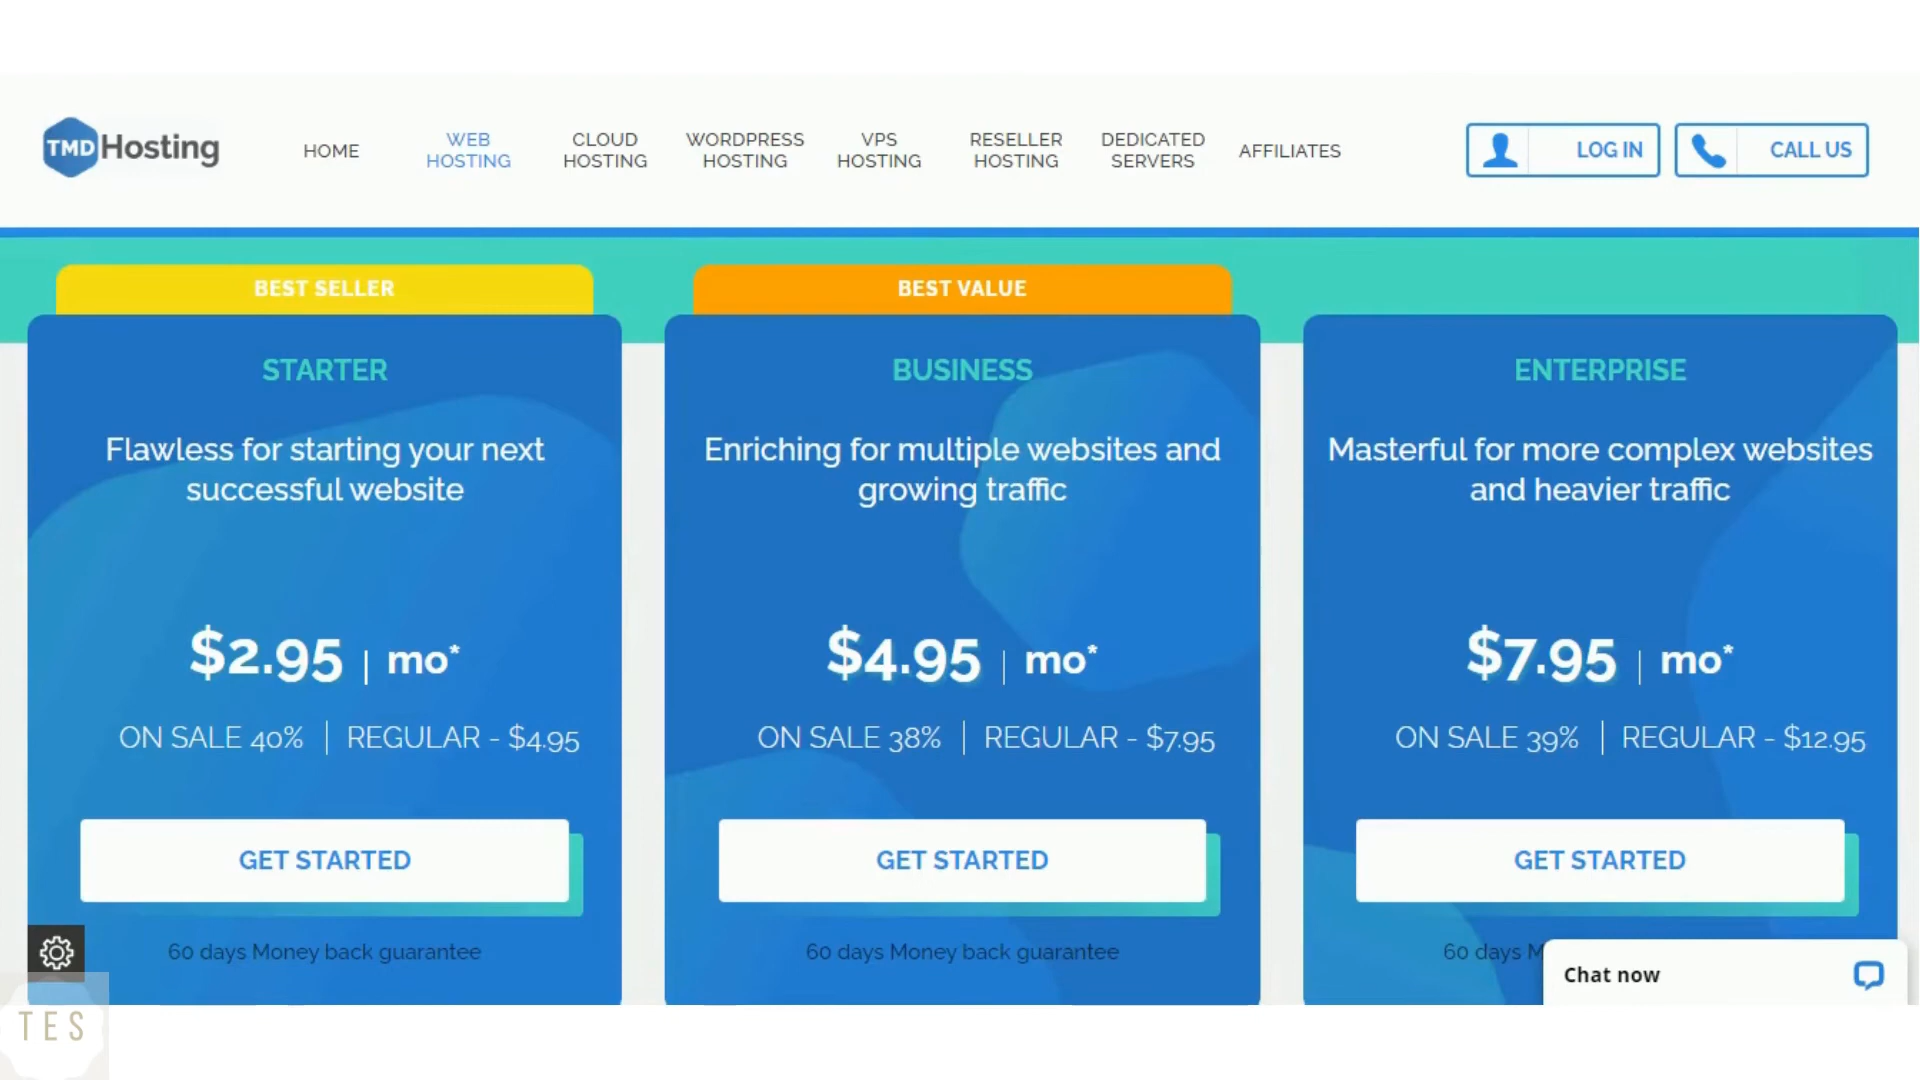 TMD Hosting
HOME
WEB
HOSTING
CLOUD
HOSTING
WORDPRESS
HOSTING
VPS
HOSTING
RESELLER
HOSTING
DEDICATED
SERVERS
AFFILIATES
LOG IN
CALL US
BEST SELLER
STARTER
Flawless for starting your next
successful website
$2.95 | mo*
ON SALE 40% | REGULAR - $4.95
GET STARTED
60 days Money back guarantee
BEST VALUE
BUSINESS
Enriching for multiple websites and
growing traffic
$4.95 | mo*
ON SALE 38% | REGULAR - $7.95
GET STARTED
60 days Money back guarantee
ENTERPRISE
Masterful for more complex websites
and heavier traffic
$7.95 | mo*
ON SALE 39% | REGULAR - $12.95
GET STARTED
60 days M
Chat now
TES